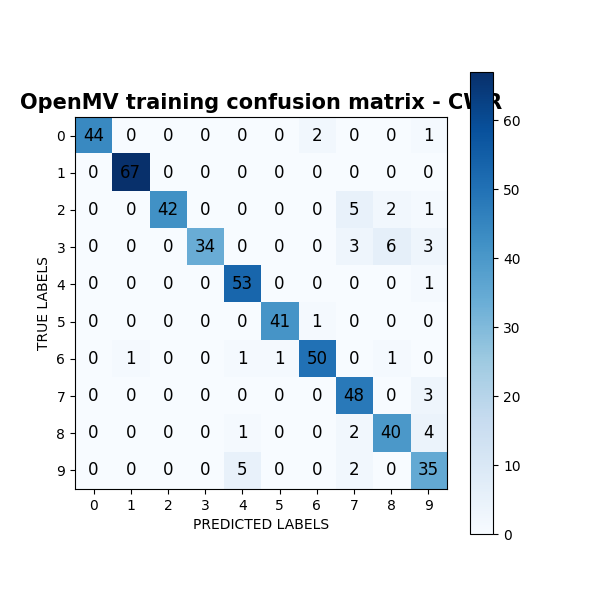 OpenMV training confusion matrix - CWR
TRUE LABELS
0 44 0 0 0 0 0 2 0 0 1
1 0 67 0 0 0 0 0 0 0 0
2 0 0 42 0 0 0 0 5 2 1
3 0 0 0 34 0 0 0 3 6 3
4 0 0 0 0 53 0 0 0 0 1
5 0 0 0 0 0 41 1 0 0 0
6 0 1 0 0 1 1 50 0 1 0
7 0 0 0 0 0 0 0 48 0 3
8 0 0 0 0 1 0 0 2 40 4
9 0 0 0 0 5 0 0 2 0 35
0 1 2 3 4 5 6 7 8 9
PREDICTED LABELS
60
50
40
30
20
10
0